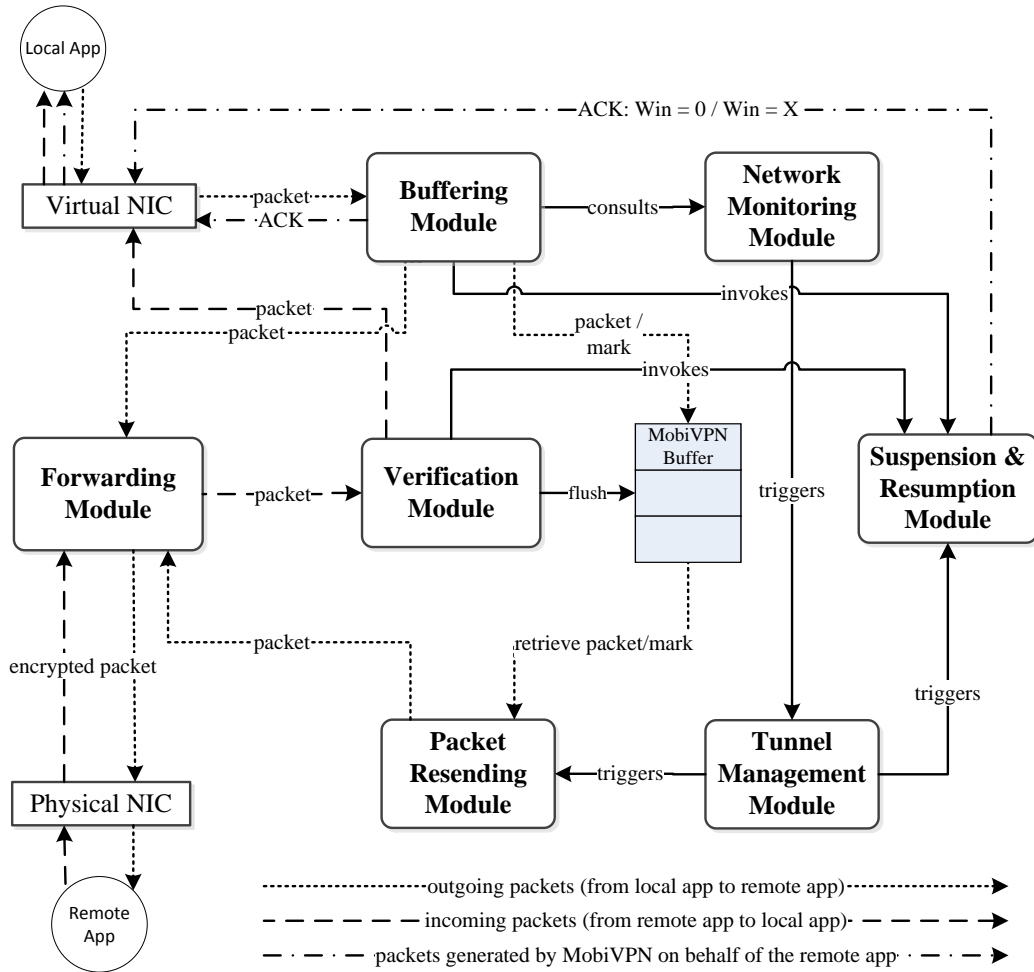 Local App
ACK: Win = 0 / Win = X
Virtual NIC
packet
ACK
Buffering
Module
consults
Network
Monitoring
Module
invokes
packet
packet
packet /
mark
invokes
Forwarding
Module
packet
Verification
Module
flush
MobiVPN
Buffer
triggers
Suspension &
Resumption
Module
encrypted packet
packet
retrieve packet/mark
triggers
Physical NIC
Packet
Resending
Module
triggers
Tunnel
Management
Module
Remote
App
outgoing packets (from local app to remote app)
incoming packets (from remote app to local app)
packets generated by MobiVPN on behalf of the remote app